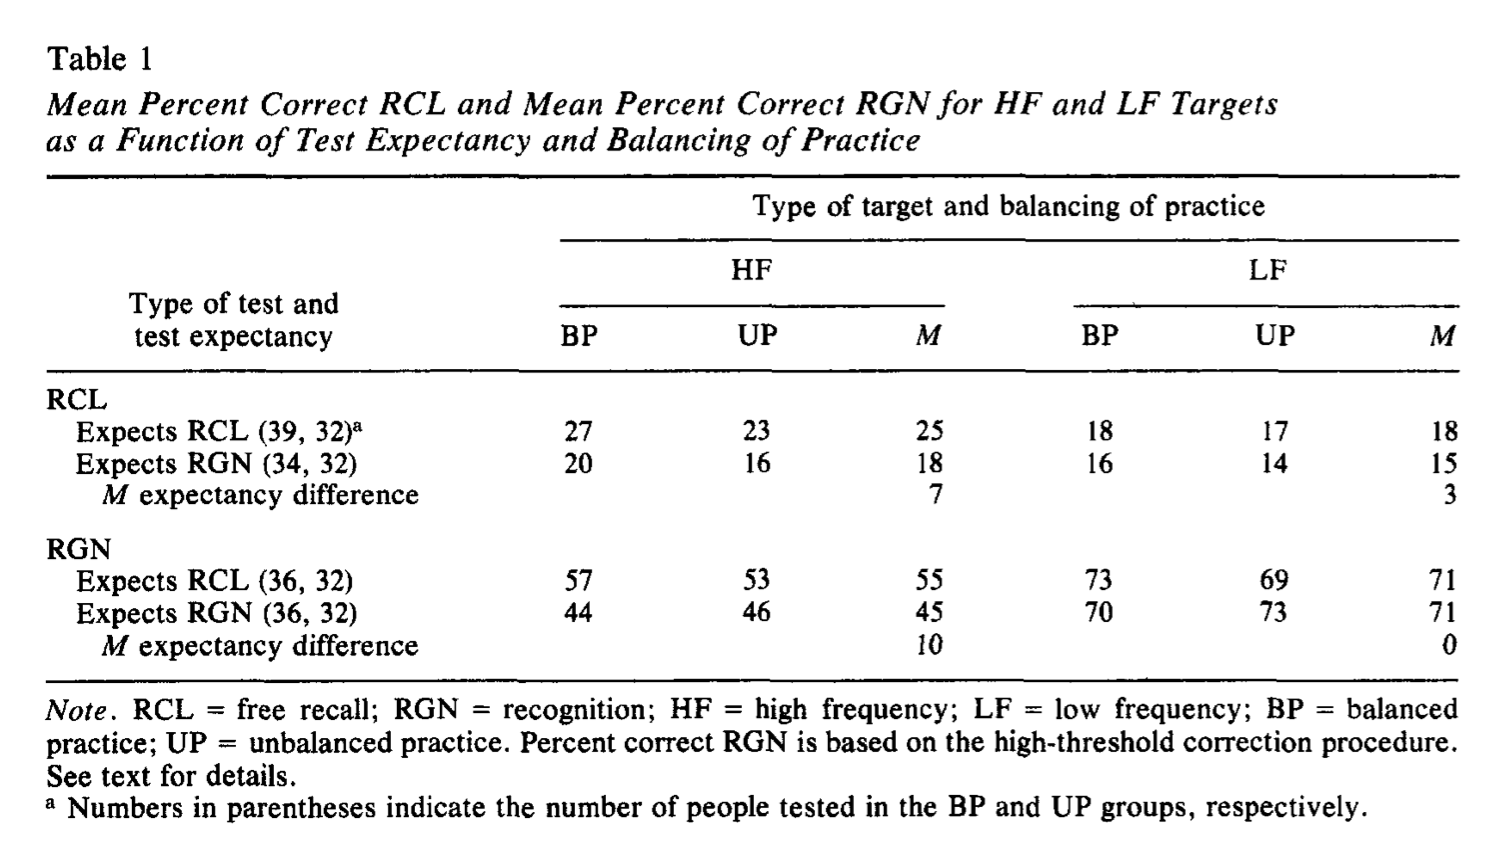 Table 1
Mean Percent Correct RCL and Mean Percent Correct RGN for HF and LF Targets
as a Function of Test Expectancy and Balancing of Practice
Type of target and balancing of practice
HF LF
Type of test and
test expectancy BP UP M BP UP M
RCL
Expects RCL (39, 32)a 27 23 25 18 17 18
Expects RGN (34, 32) 20 16 18 16 14 15
M expectancy difference 7 3
RGN
Expects RCL (36, 32) 57 53 55 73 69 71
Expects RGN (36, 32) 44 46 45 70 73 71
M expectancy difference 10 0
Note. RCL = free recall; RGN = recognition; HF = high frequency; LF = low frequency; BP = balanced
practice; UP = unbalanced practice. Percent correct RGN is based on the high-threshold correction procedure.
See text for details.
a Numbers in parentheses indicate the number of people tested in the BP and UP groups, respectively.